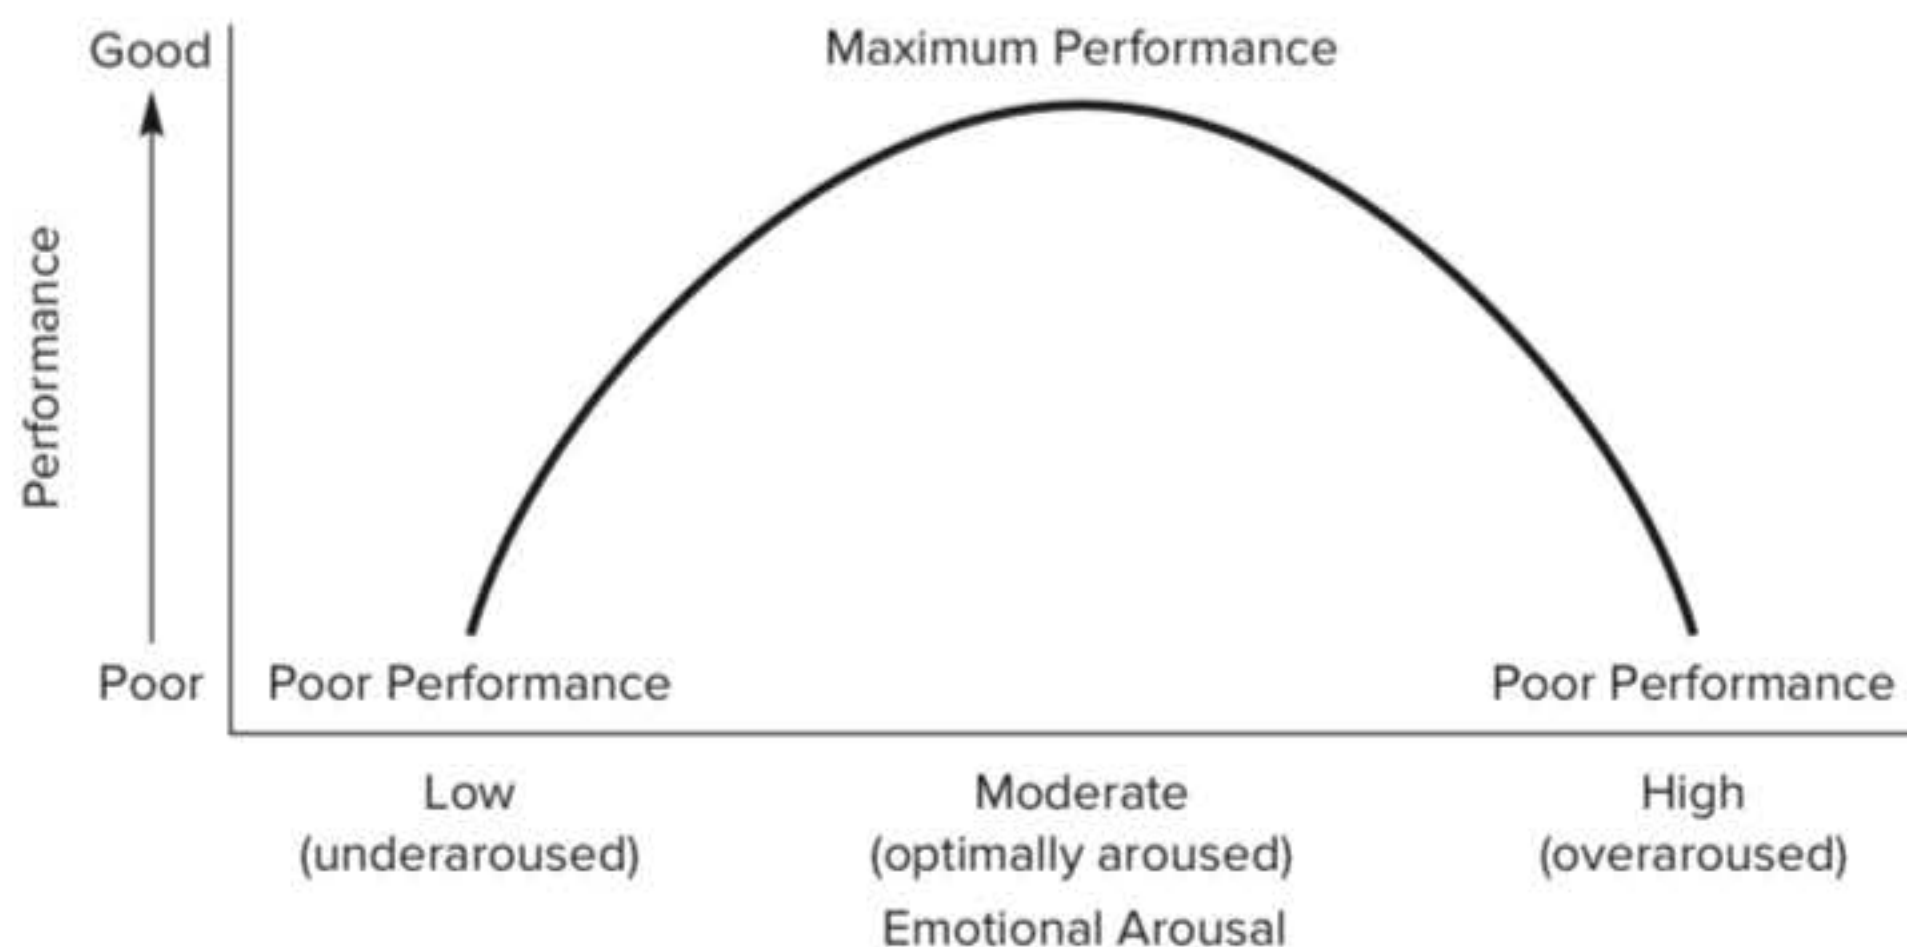 Good
Maximum Performance
Performance
Poor
Poor Performance
Poor Performance
Low
(underaroused)
Moderate
(optimally aroused)
High
(overaroused)
Emotional Arousal